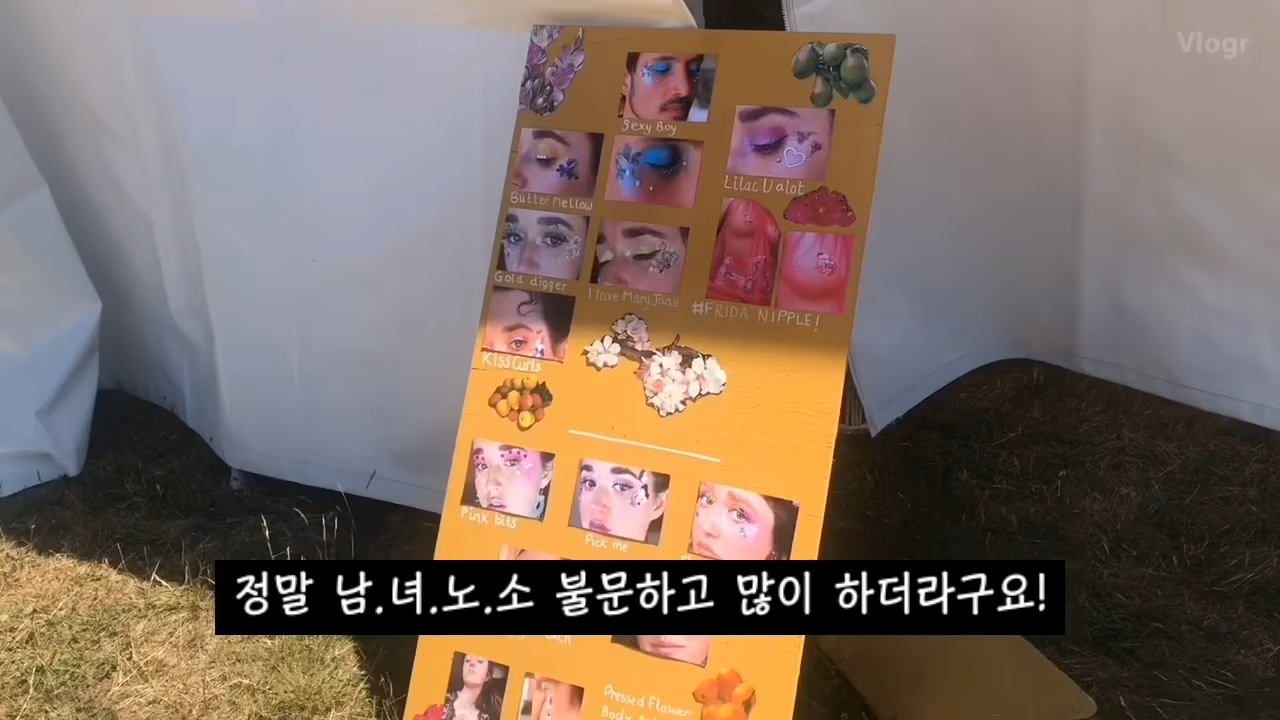 Vlogr
Sexy Boy
Lilac U alot
Butter Mellow
Gold digger
I love Mary Jane
#FRIDA NIPPLE!
Kiss Curls
Pink bits
Pick me
정말 남.녀.노.소 불문하고 많이 하더라구요!
Pressed Flower
Body